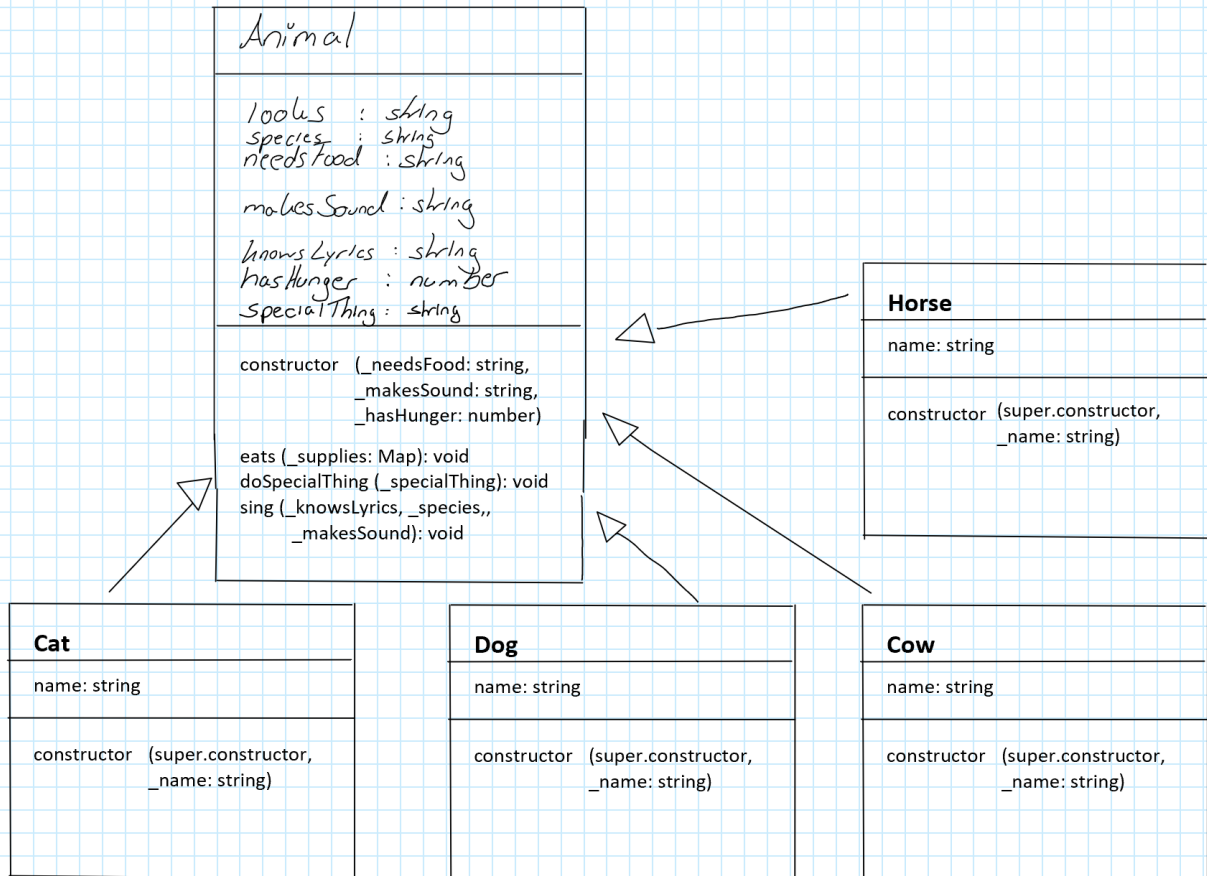 Animal
looks : string
species : string
needsFood : string
makesSound : string
knowsLyrics : string
hasHunger : number
specialThing : string
constructor (_needsFood: string,
_makesSound: string,
_hasHunger: number)
eats (_supplies: Map): void
doSpecialThing (_specialThing): void
sing (_knowsLyrics, _species,,
_makesSound): void
Horse
name: string
constructor (super.constructor,
_name: string)
Cat
name: string
constructor (super.constructor,
_name: string)
Dog
name: string
constructor (super.constructor,
_name: string)
Cow
name: string
constructor (super.constructor,
_name: string)